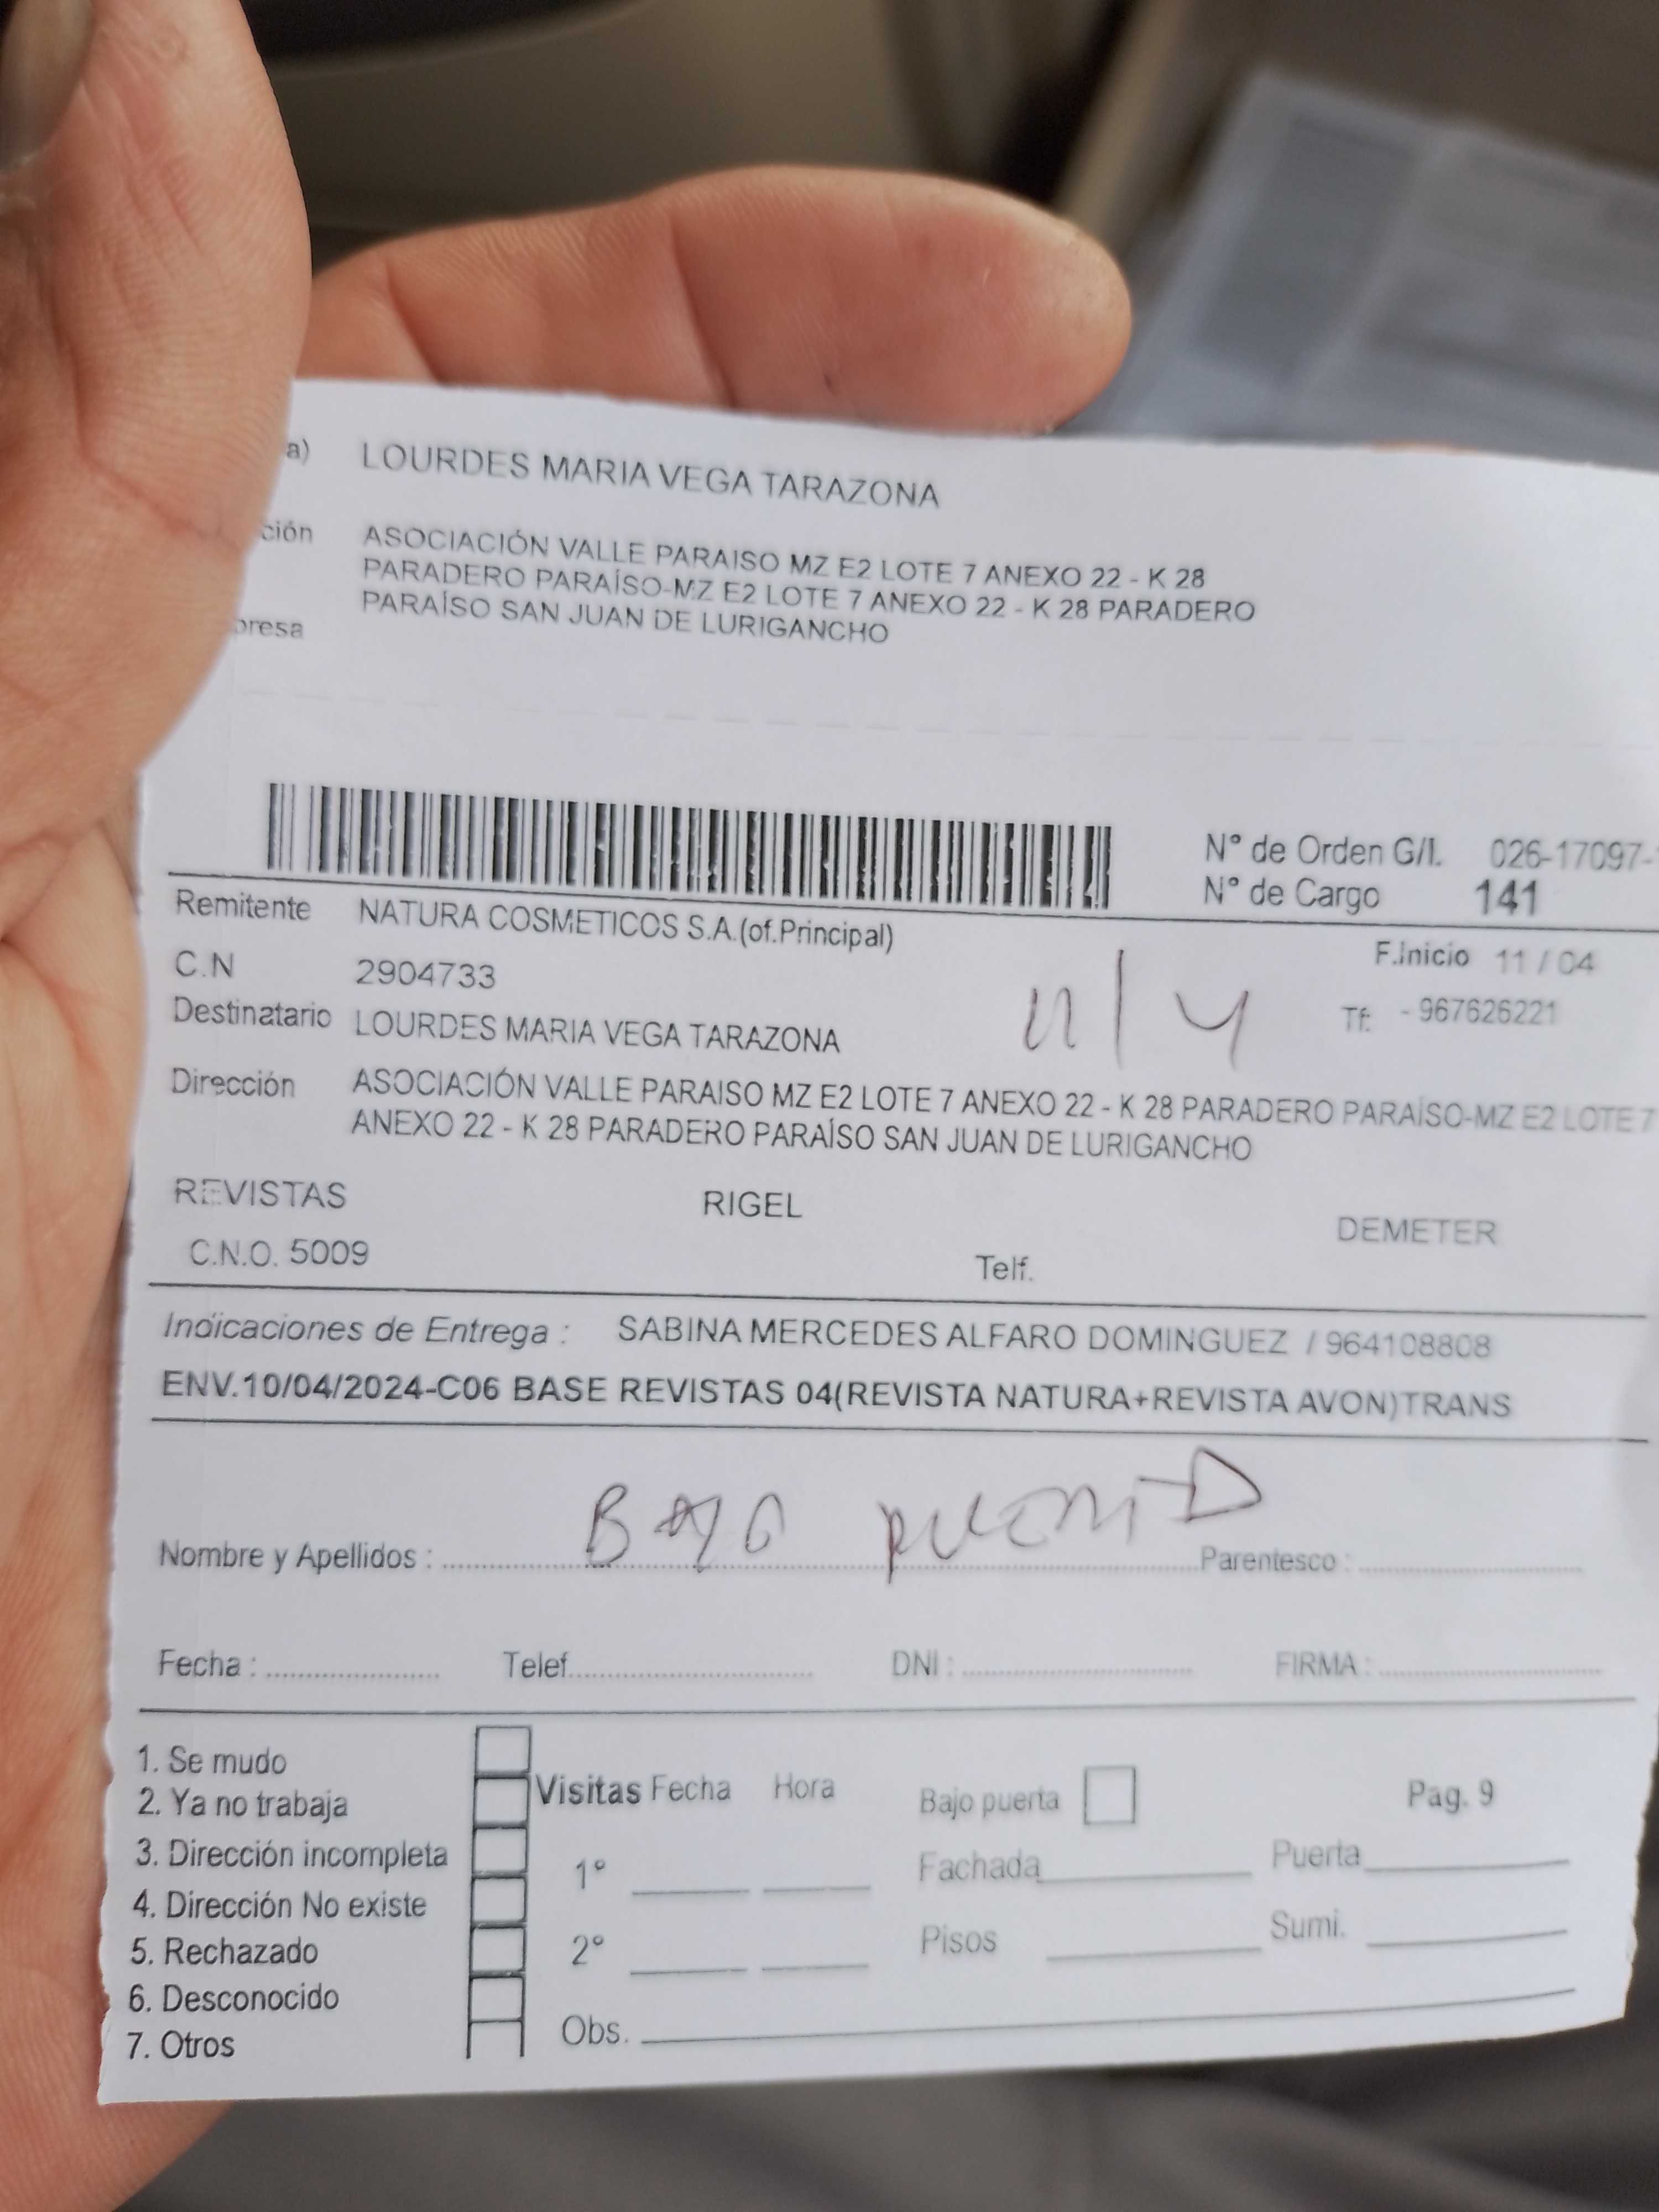 a) LOURDES MARIA VEGA TARAZONA
ción ASOCIACIÓN VALLE PARAISO MZ E2 LOTE 7 ANEXO 22 - K 28
PARADERO PARAÍSO-MZ E2 LOTE 7 ANEXO 22 - K 28 PARADERO
presa PARAÍSO SAN JUAN DE LURIGANCHO
N° de Orden G/I. 026-17097-
N° de Cargo 141
Remitente NATURA COSMETICOS S.A.(of.Principal)
F.Inicio 11 / 04
C.N 2904733
11/4
Tf: - 967626221
Destinatario LOURDES MARIA VEGA TARAZONA
Dirección ASOCIACIÓN VALLE PARAISO MZ E2 LOTE 7 ANEXO 22 - K 28 PARADERO PARAÍSO-MZ E2 LOTE 7
ANEXO 22 - K 28 PARADERO PARAÍSO SAN JUAN DE LURIGANCHO
REVISTAS RIGEL DEMETER
C.N.O. 5009 Telf.
Indicaciones de Entrega : SABINA MERCEDES ALFARO DOMINGUEZ / 964108808
ENV.10/04/2024-C06 BASE REVISTAS 04(REVISTA NATURA+REVISTA AVON)TRANS
BAJO PUERTA
Nombre y Apellidos : Parentesco :
Fecha : Telef. DNI : FIRMA :
1. Se mudo
2. Ya no trabaja
3. Dirección incompleta
4. Dirección No existe
5. Rechazado
6. Desconocido
7. Otros
Visitas Fecha Hora
1°
2°
Bajo puerta Pag. 9
Fachada Puerta
Pisos Sumi.
Obs.